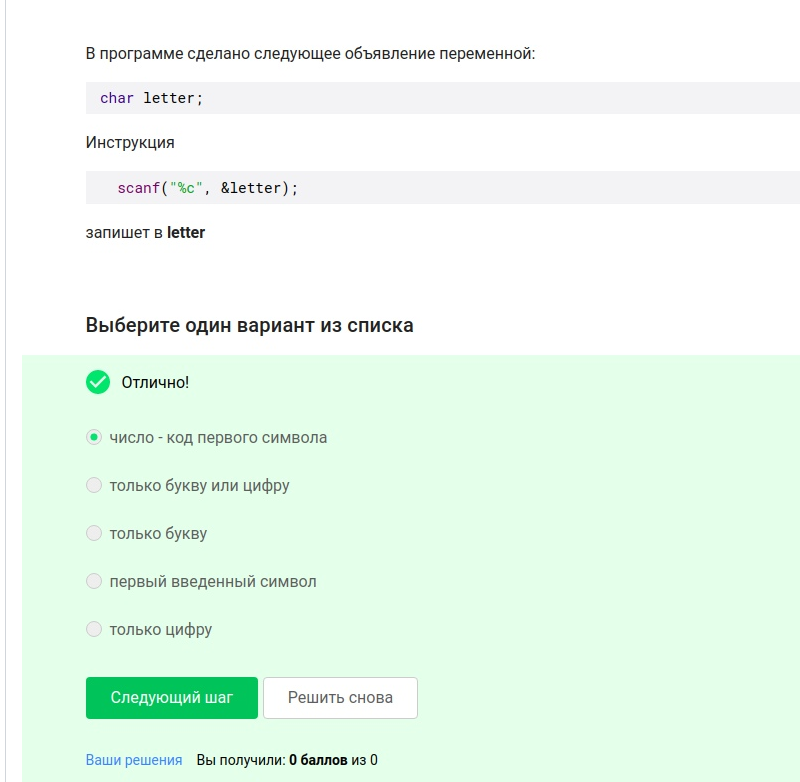 В программе сделано следующее объявление переменной:
char letter;
Инструкция
scanf("%c", &letter);
запишет в letter
Выберите один вариант из списка
Отлично!
число - код первого символа
только букву или цифру
только букву
первый введенный символ
только цифру
Следующий шаг Решить снова
Ваши решения Вы получили: 0 баллов из 0